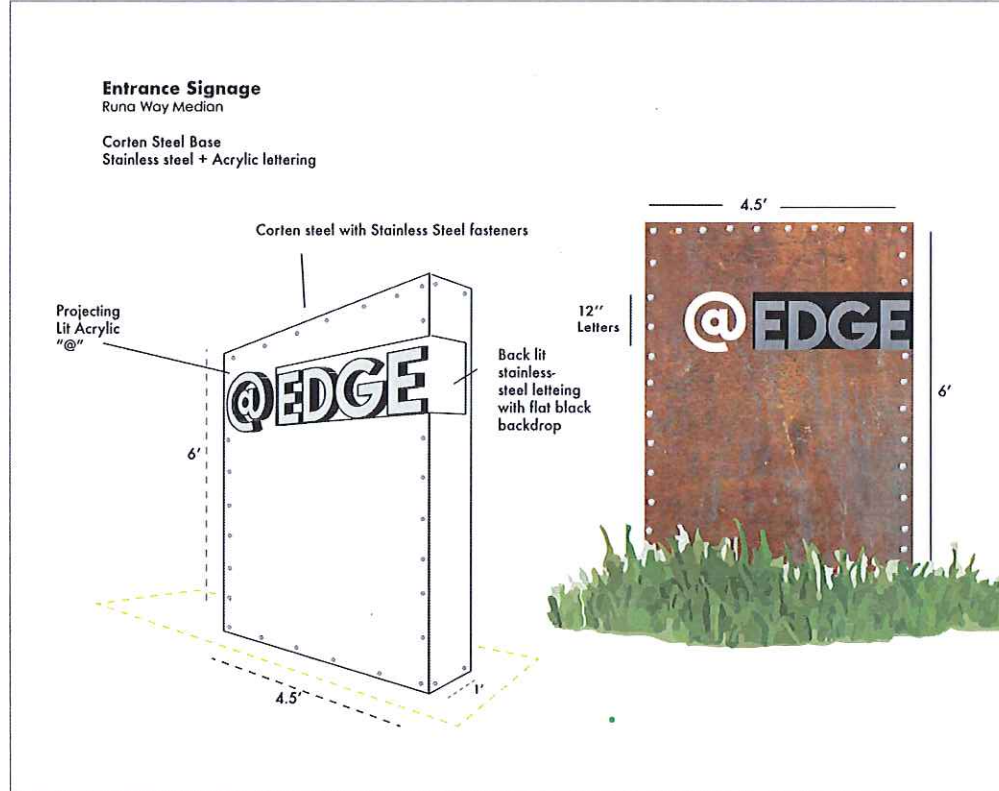 Entrance Signage
Runa Way Median
Corten Steel Base
Stainless steel + Acrylic lettering
Corten steel with Stainless Steel fasteners
Projecting
Lit Acrylic
"@"
@EDGE
Back lit
stainless-
steel letteing
with flat black
backdrop
6'
4.5'
1'
4.5'
12''
Letters
@EDGE
6'